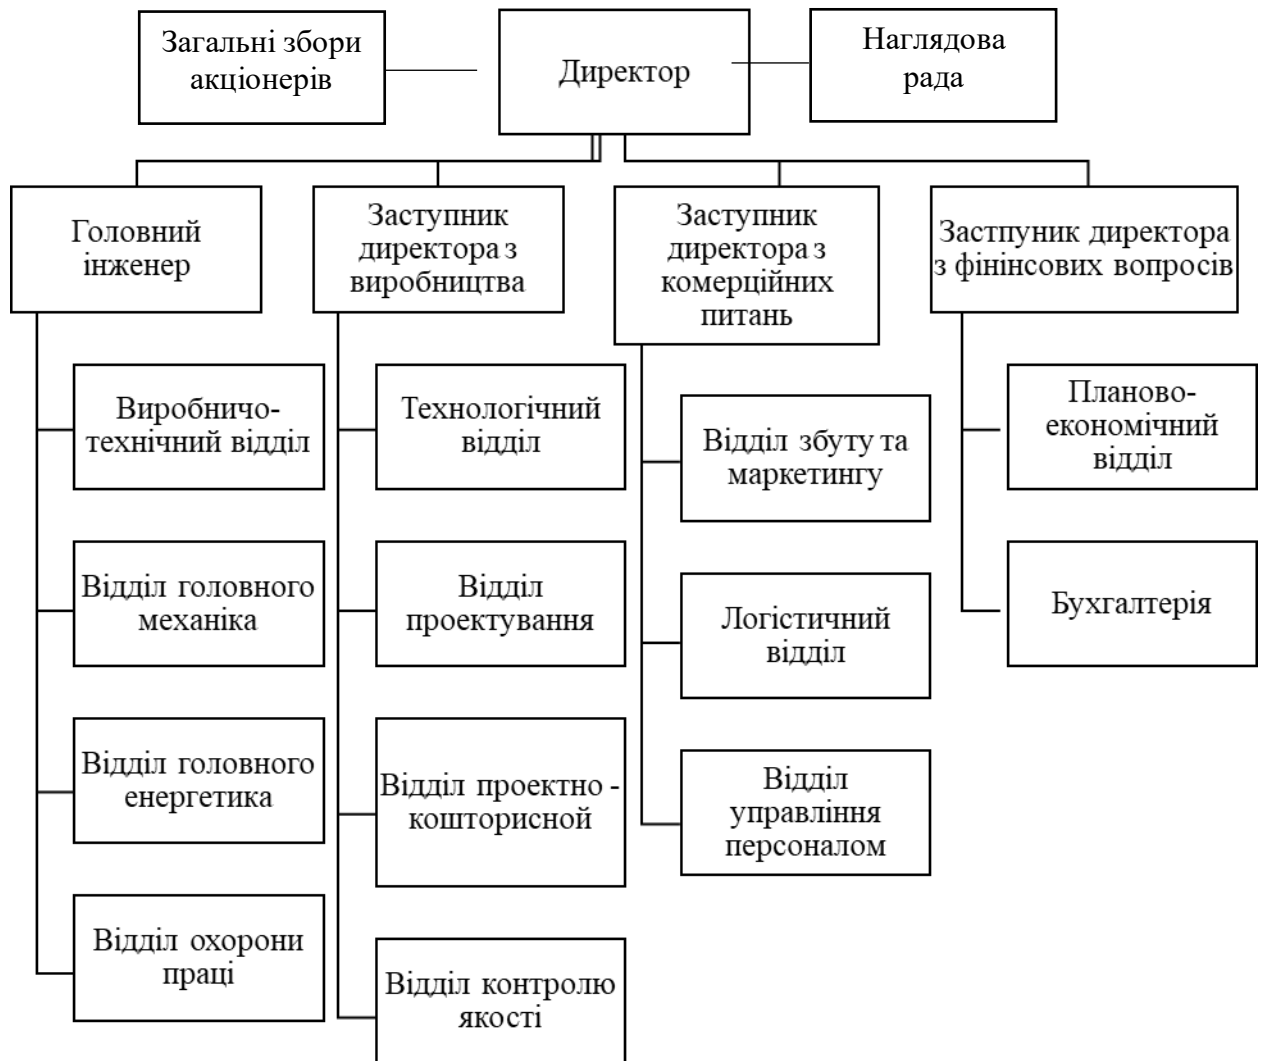 Загальні збори
акціонерів
Директор
Наглядова
рада
Головний
інженер
Заступник
директора з
виробництва
Заступник
директора з
комерційних
питань
Застпуник директора
з фінінсових вопросів
Виробничо-
технічний відділ
Відділ головного
механіка
Відділ головного
енергетика
Відділ охорони
праці
Технологічний
відділ
Відділ
проектування
Відділ проектно -
кошторисной
Відділ контролю
якості
Відділ збуту та
маркетингу
Логістичний
відділ
Відділ
управління
персоналом
Планово-
економічний
відділ
Бухгалтерія